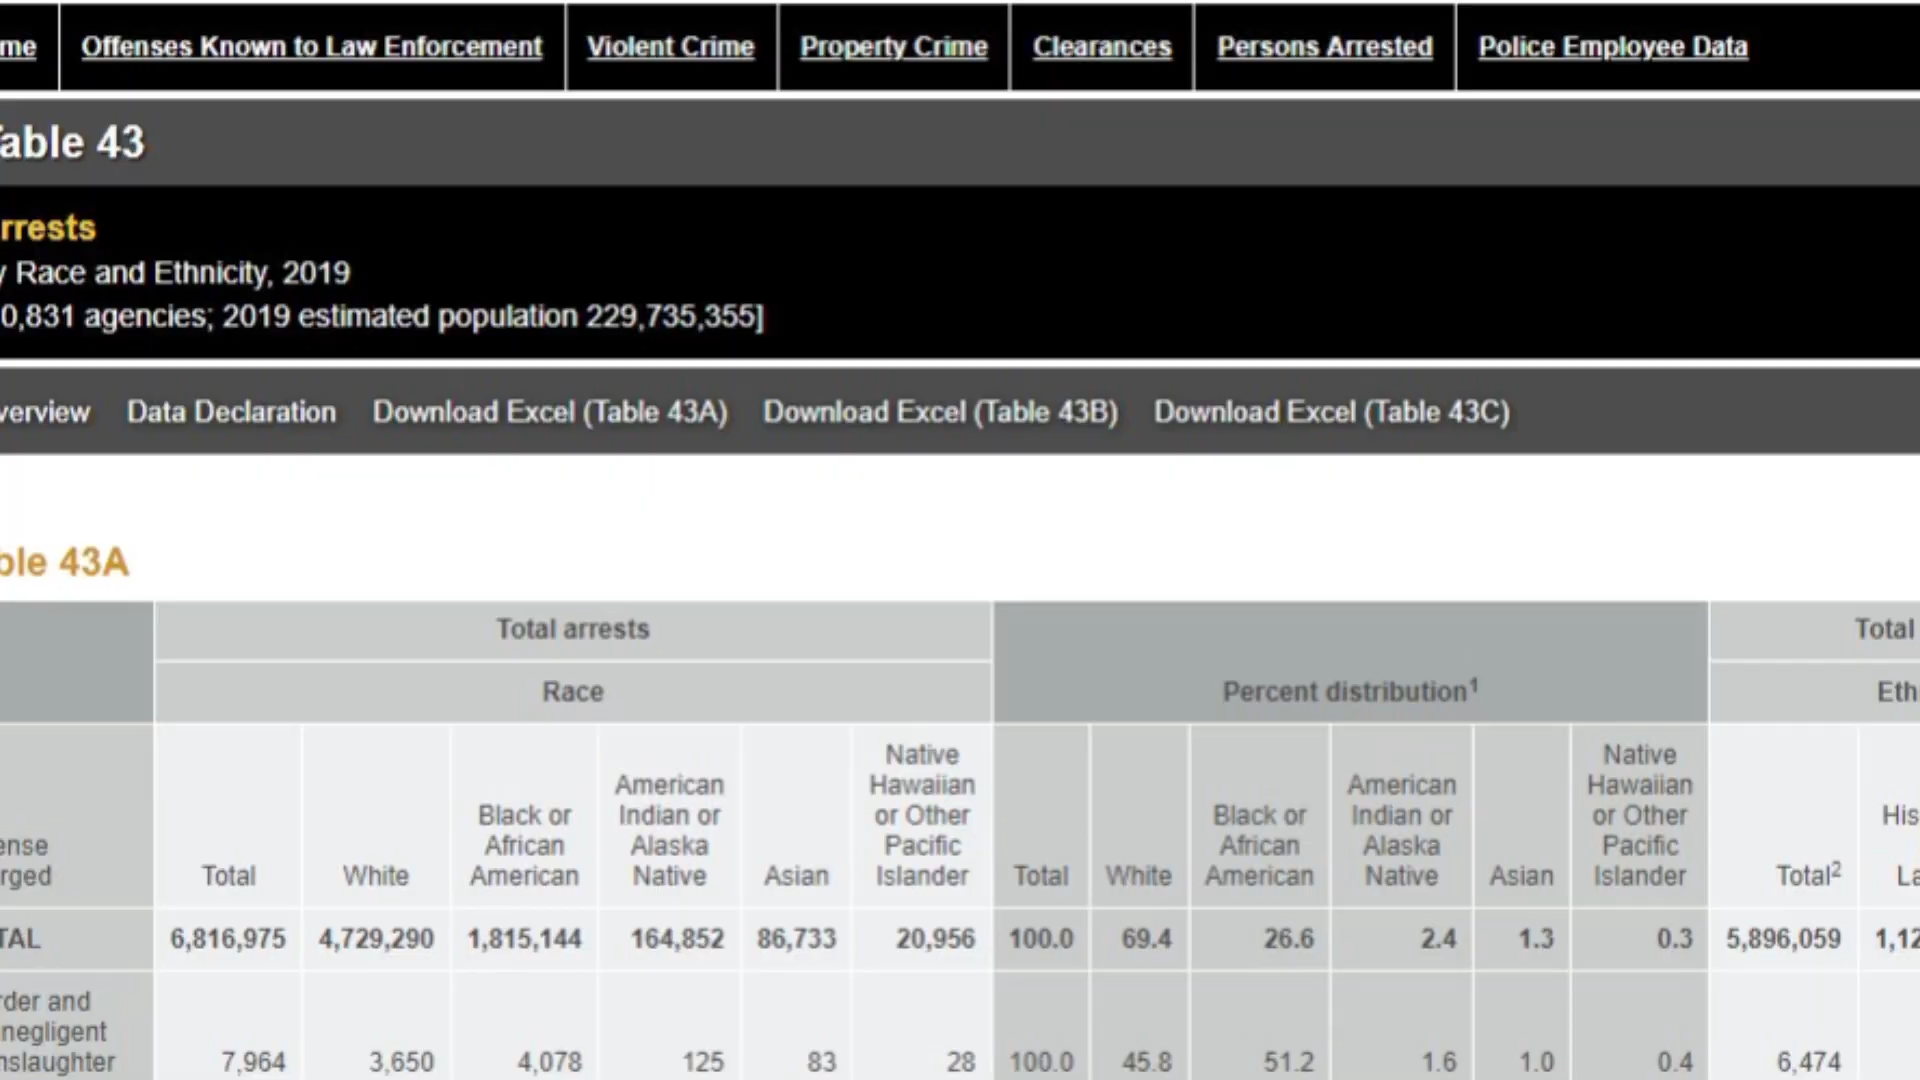 me Offenses Known to Law Enforcement Violent Crime Property Crime Clearances Persons Arrested Police Employee Data
able 43
rrests
y Race and Ethnicity, 2019
0,831 agencies; 2019 estimated population 229,735,355]
verview Data Declaration Download Excel (Table 43A) Download Excel (Table 43B) Download Excel (Table 43C)
ble 43A
Total arrests Total
Race Percent distribution1 Eth
Native Native
American Hawaiian American Hawaiian
Black or Indian or or Other Black or Indian or or Other His
ense African Alaska Pacific African Alaska Pacific
rged Total White American Native Asian Islander Total White American Native Asian Islander Total2 La
TAL 6,816,975 4,729,290 1,815,144 164,852 86,733 20,956 100.0 69.4 26.6 2.4 1.3 0.3 5,896,059 1,12
rder and
negligent
nslaughter 7,964 3,650 4,078 125 83 28 100.0 45.8 51.2 1.6 1.0 0.4 6,474